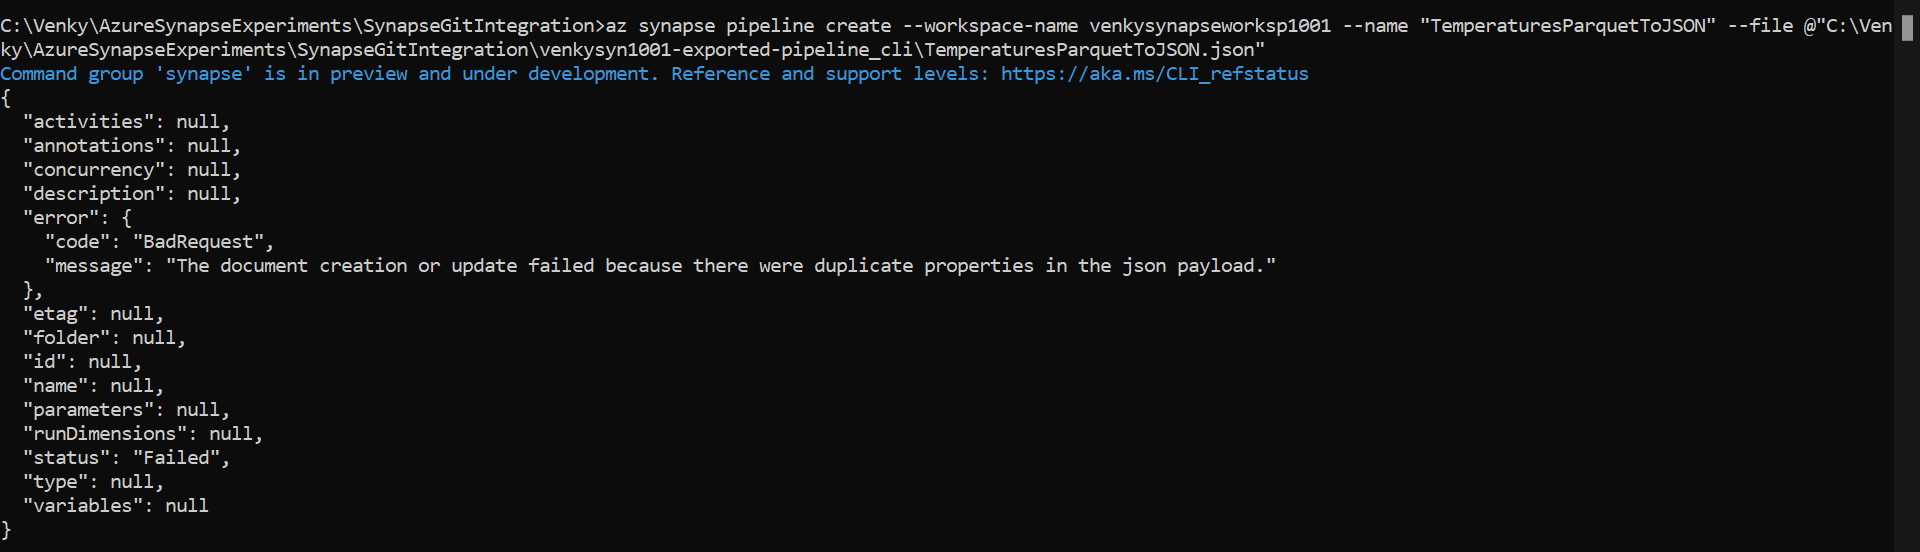 C:\Venky\AzureSynapseExperiments\SynapseGitIntegration>az synapse pipeline create --workspace-name venkysynapseworksp1001 --name "TemperaturesParquetToJSON" --file @"C:\Ven
ky\AzureSynapseExperiments\SynapseGitIntegration\venkysyn1001-exported-pipeline_cli\TemperaturesParquetToJSON.json"
Command group 'synapse' is in preview and under development. Reference and support levels: https://aka.ms/CLI_refstatus
{
  "activities": null,
  "annotations": null,
  "concurrency": null,
  "description": null,
  "error": {
    "code": "BadRequest",
    "message": "The document creation or update failed because there were duplicate properties in the json payload."
  },
  "etag": null,
  "folder": null,
  "id": null,
  "name": null,
  "parameters": null,
  "runDimensions": null,
  "status": "Failed",
  "type": null,
  "variables": null
}